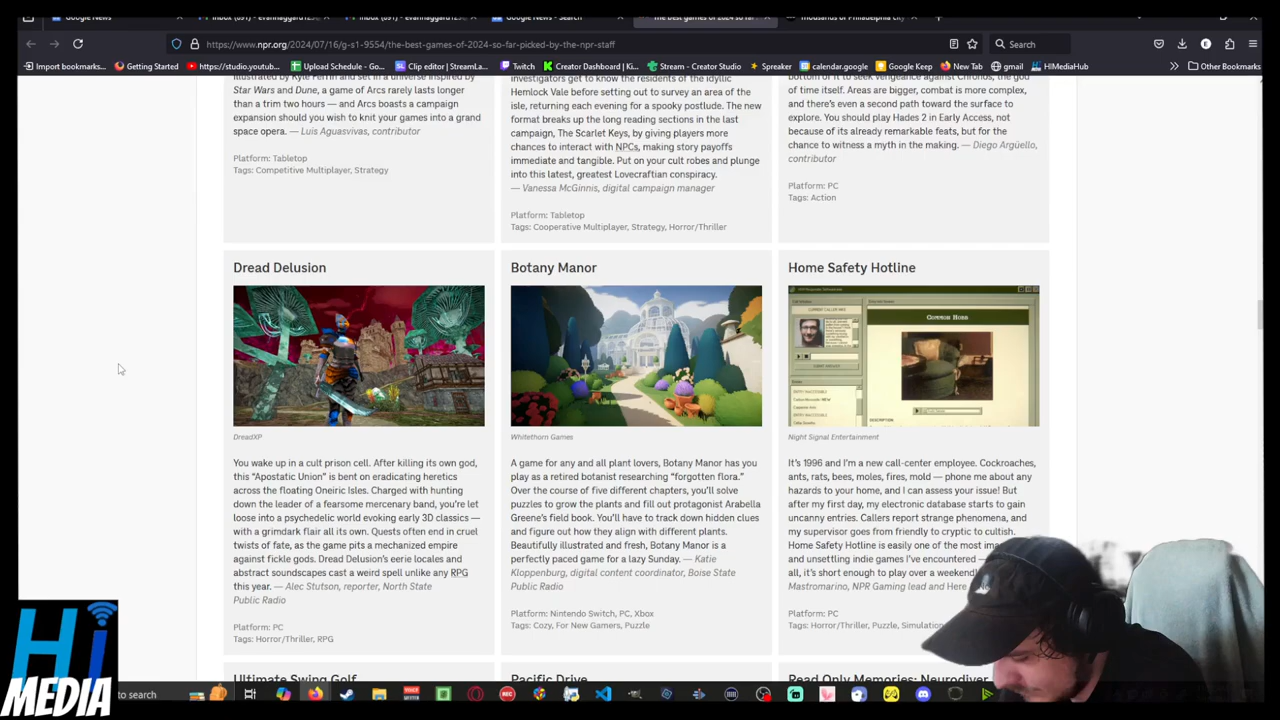 Google News
Inbox (691) - evanhaggard123@
Inbox (691) - evanhaggard123@
Google News - Search
The best games of 2024 so far
Thousands of Philadelphia city
https://www.npr.org/2024/07/16/g-s1-9554/the-best-games-of-2024-so-far-picked-by-the-npr-staff
Search
Import bookmarks...
Getting Started
https://studio.youtub...
Upload Schedule - Go...
Clip editor | StreamLa...
Twitch
Creator Dashboard | Ki...
Stream - Creator Studio
Spreaker
calendar.google
Google Keep
New Tab
gmail
HIMediaHub
Other Bookmarks
illustrated by Kyle Ferrin and set in a universe inspired by
Star Wars and Dune, a game of Arcs rarely lasts longer
than a trim two hours — and Arcs boasts a campaign
expansion should you wish to knit your games into a grand
space opera. — Luis Aguasvivas, contributor
Platform: Tabletop
Tags: Competitive Multiplayer, Strategy
investigators get to know the residents of the idyllic
Hemlock Vale before setting out to survey an area of the
isle, returning each evening for a spooky postlude. The new
format breaks up the long reading sections in the last
campaign, The Scarlet Keys, by giving players more
chances to interact with NPCs, making story payoffs
immediate and tangible. Put on your cult robes and plunge
into this latest, greatest Lovecraftian conspiracy.
— Vanessa McGinnis, digital campaign manager
Platform: Tabletop
Tags: Cooperative Multiplayer, Strategy, Horror/Thriller
bottom of it to seek vengeance against Chronos, the god
of time itself. Areas are bigger, combat is more complex,
and there's even a second path toward the surface to
explore. You should play Hades 2 in Early Access, not
because of its already remarkable feats, but for the
chance to witness a myth in the making. — Diego Argüello,
contributor
Platform: PC
Tags: Action
Dread Delusion
DreadXP
You wake up in a cult prison cell. After killing its own god,
this “Apostatic Union” is bent on eradicating heretics
across the floating Oneiric Isles. Charged with hunting
down the leader of a fearsome mercenary band, you're let
loose into a psychedelic world evoking early 3D classics —
with a grimdark flair all its own. Quests often end in cruel
twists of fate, as the game pits a mechanized empire
against fickle gods. Dread Delusion's eerie locales and
abstract soundscapes cast a weird spell unlike any RPG
this year. — Alec Stutson, reporter, North State
Public Radio
Platform: PC
Tags: Horror/Thriller, RPG
Botany Manor
Whitethorn Games
A game for any and all plant lovers, Botany Manor has you
play as a retired botanist researching “forgotten flora.”
Over the course of five different chapters, you'll solve
puzzles to grow the plants and fill out protagonist Arabella
Greene's field book. You'll have to track down hidden clues
and figure out how they align with different plants.
Beautifully illustrated and fresh, Botany Manor is a
perfectly paced game for a lazy Sunday. — Katie
Kloppenburg, digital content coordinator, Boise State
Public Radio
Platform: Nintendo Switch, PC, Xbox
Tags: Cozy, For New Gamers, Puzzle
Home Safety Hotline
Common Hobb
Night Signal Entertainment
It's 1996 and I'm a new call-center employee. Cockroaches,
ants, rats, bees, moles, fires, mold — phone me about any
hazards to your home, and I can assess your issue! But
after my first day, my electronic database starts to gain
uncanny entries. Callers report strange phenomena, and
my supervisor goes from friendly to cryptic to cultish.
Home Safety Hotline is easily one of the most
and unsettling indie games I've encountered —
all, it's short enough to play over a weekend
Mastromarino, NPR Gaming lead and Here
Platform: PC
Tags: Horror/Thriller, Puzzle, Simulation
Ultimate Swing Golf
Pacific Drive
Read Only Memories: Neurodiver
Hi
MEDIA
to search
REC